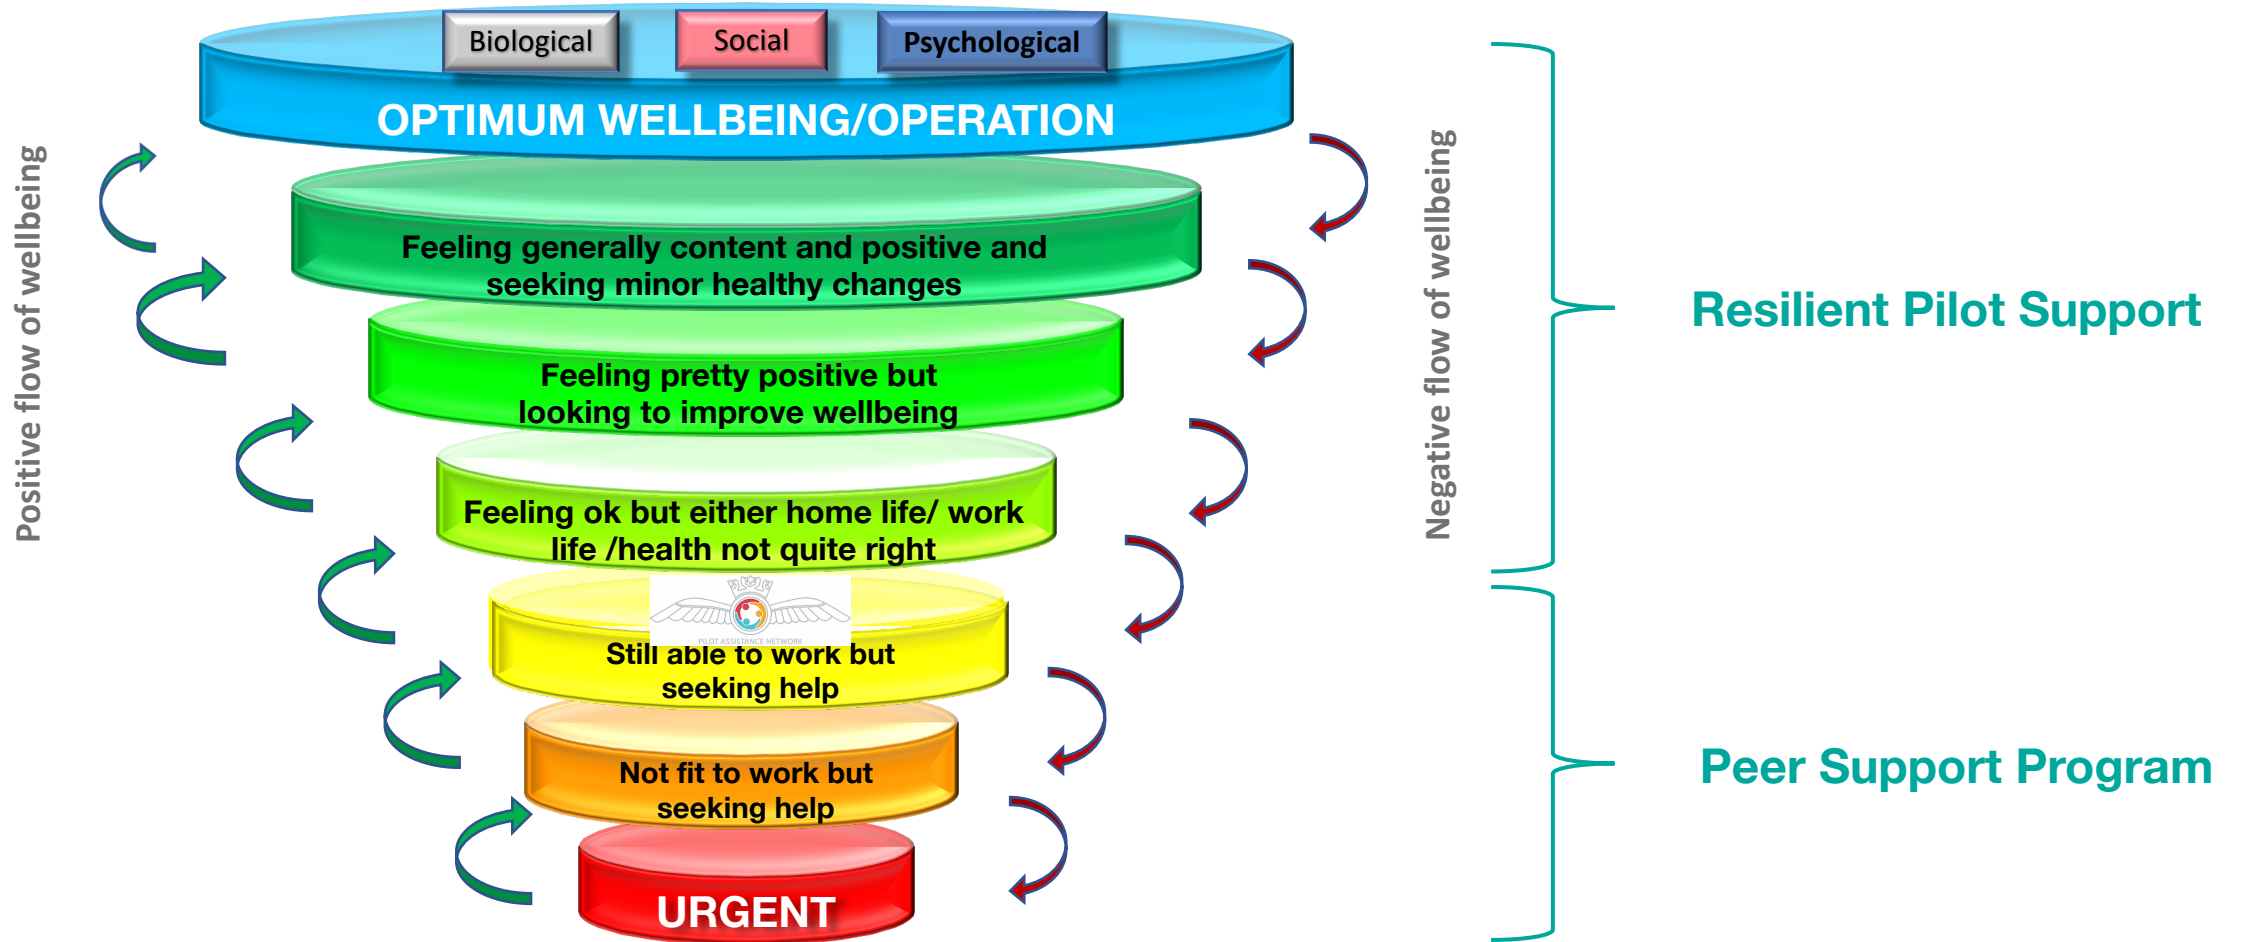 Biological
Social
Psychological
OPTIMUM WELLBEING/OPERATION
Positive flow of wellbeing
Negative flow of wellbeing
Feeling generally content and positive and
seeking minor healthy changes
Feeling pretty positive but
looking to improve wellbeing
Resilient Pilot Support
Feeling ok but either home life/ work
life /health not quite right
PILOT ASSISTANCE NETWORK
Still able to work but
seeking help
Not fit to work but
seeking help
Peer Support Program
URGENT